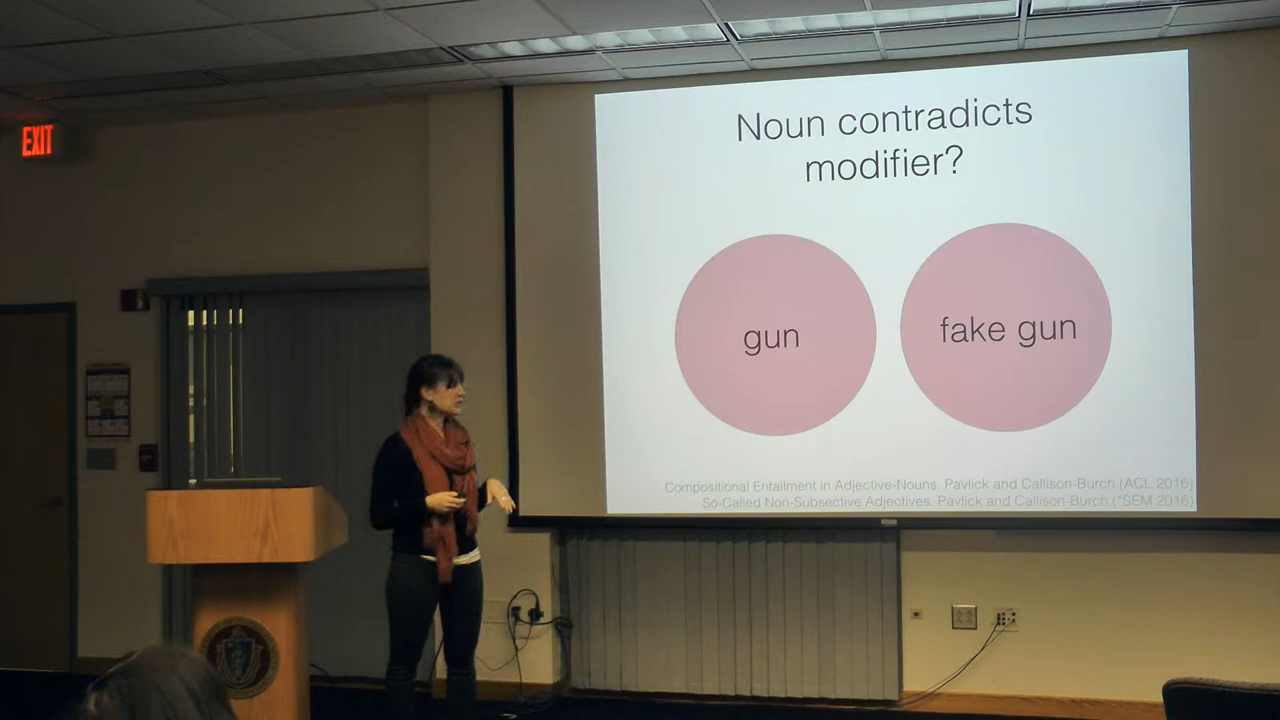 EXIT
Noun contradicts
modifier?
gun
fake gun
Compositional Entailment in Adjective-Nouns. Pavlick and Callison-Burch (ACL 2016)
So-Called Non-Subsective Adjectives. Pavlick and Callison-Burch (*SEM 2016)